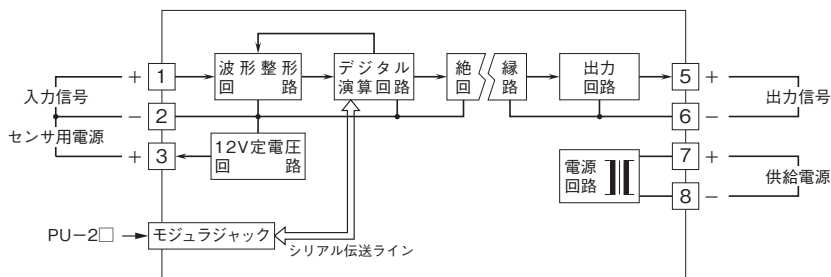 入力信号
センサ用電源
+ 1
− 2
+ 3
波形整形
回路
デジタル
演算回路
絶縁
回路
出力
回路
5 +
6 −
出力信号
12V定電圧
回路
電源
回路
7 +
8 −
供給電源
PU−2□
モジュラジャック
シリアル伝送ライン